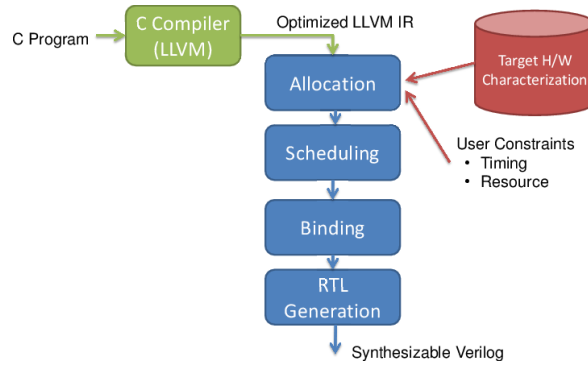 C Program
C Compiler
(LLVM)
Optimized LLVM IR
Target H/W
Characterization
Allocation
User Constraints
• Timing
• Resource
Scheduling
Binding
RTL
Generation
Synthesizable Verilog